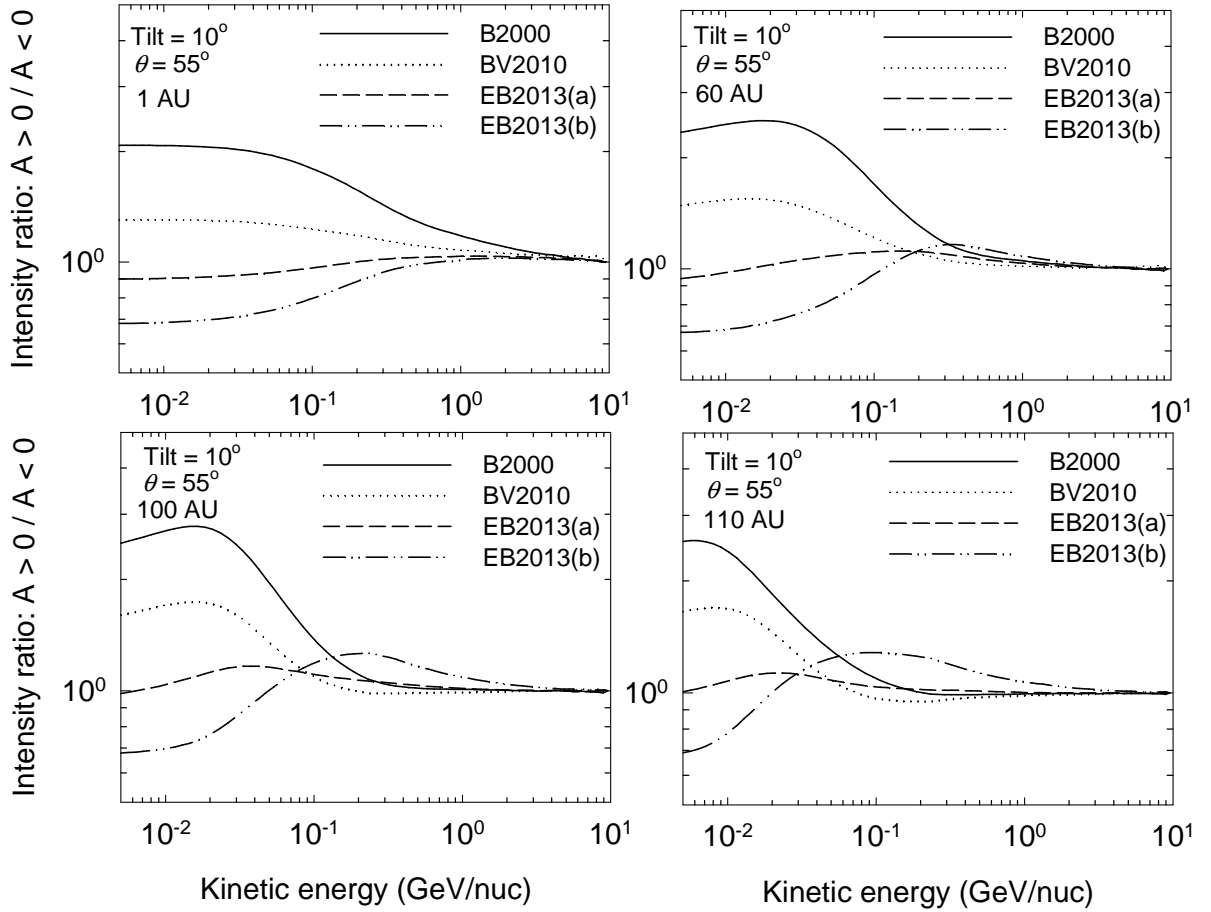 Intensity ratio: A > 0 / A < 0
Tilt = 10°
θ = 55°
1 AU
B2000
BV2010
EB2013(a)
EB2013(b)
10⁰
10⁻² 10⁻¹ 10⁰ 10¹
Tilt = 10°
θ = 55°
60 AU
B2000
BV2010
EB2013(a)
EB2013(b)
10⁰
10⁻² 10⁻¹ 10⁰ 10¹
Intensity ratio: A > 0 / A < 0
Tilt = 10°
θ = 55°
100 AU
B2000
BV2010
EB2013(a)
EB2013(b)
10⁰
10⁻² 10⁻¹ 10⁰ 10¹
Kinetic energy (GeV/nuc)
Tilt = 10°
θ = 55°
110 AU
B2000
BV2010
EB2013(a)
EB2013(b)
10⁰
10⁻² 10⁻¹ 10⁰ 10¹
Kinetic energy (GeV/nuc)